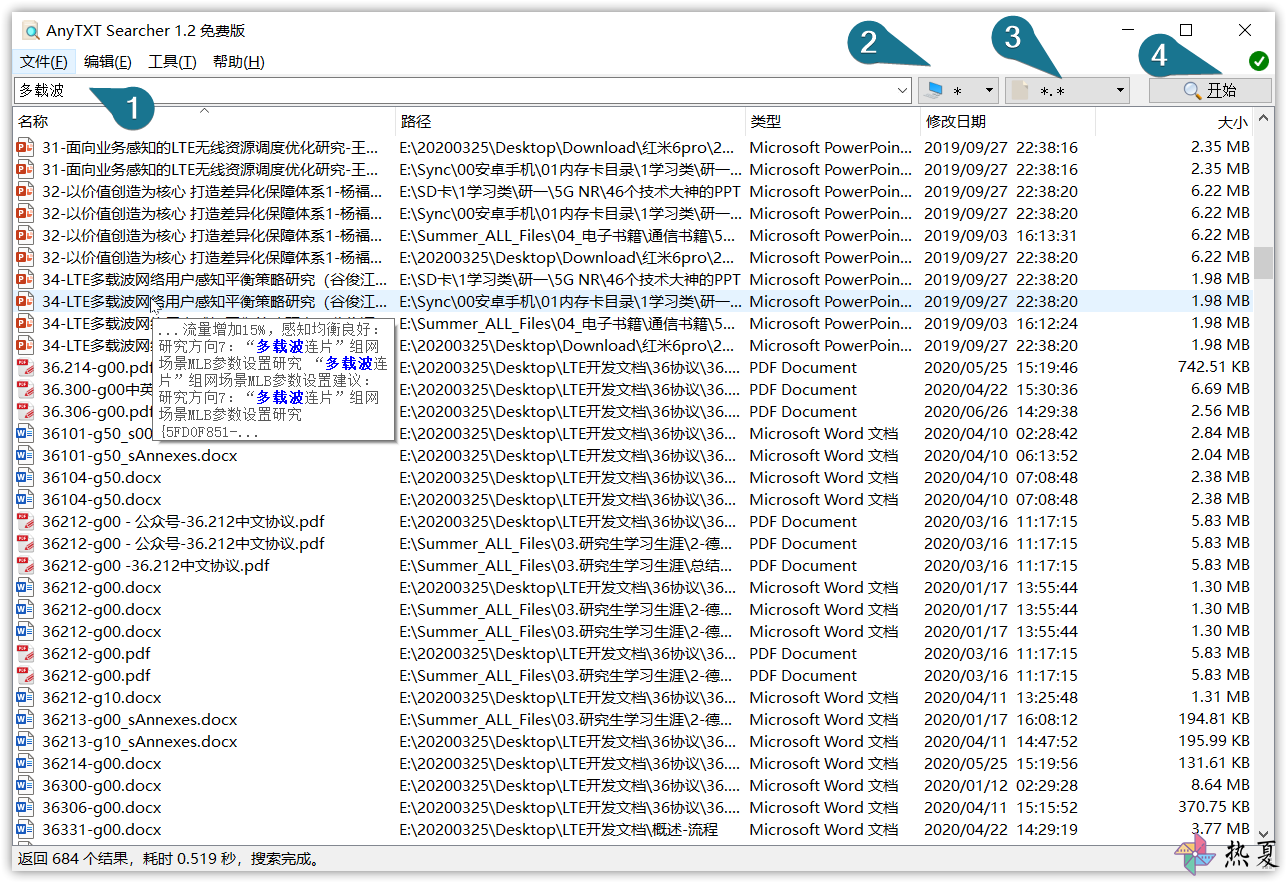 AnyTXT Searcher 1.2 免费版
文件(F) 编辑(E) 工具(T) 帮助(H)
多载波 * *.* 开始
1 2 3 4
名称 路径 类型 修改日期 大小
31-面向业务感知的LTE无线资源调度优化研究-王... E:\20200325\Desktop\Download\红米6pro\2... Microsoft PowerPoin... 2019/09/27 22:38:16 2.35 MB
31-面向业务感知的LTE无线资源调度优化研究-王... E:\Sync\00安卓手机\01内存卡目录\1学习类\研一... Microsoft PowerPoin... 2019/09/27 22:38:16 2.35 MB
32-以价值创造为核心 打造差异化保障体系1-杨福... E:\SD卡\1学习类\研一\5G NR\46个技术大神的PPT Microsoft PowerPoin... 2019/09/27 22:38:20 6.22 MB
32-以价值创造为核心 打造差异化保障体系1-杨福... E:\Sync\00安卓手机\01内存卡目录\1学习类\研一... Microsoft PowerPoin... 2019/09/27 22:38:20 6.22 MB
32-以价值创造为核心 打造差异化保障体系1-杨福... E:\Summer_ALL_Files\04_电子书籍\通信书籍\5... Microsoft PowerPoin... 2019/09/03 16:13:31 6.22 MB
32-以价值创造为核心 打造差异化保障体系1-杨福... E:\20200325\Desktop\Download\红米6pro\2... Microsoft PowerPoin... 2019/09/27 22:38:20 6.22 MB
34-LTE多载波网络用户感知平衡策略研究（谷俊江... E:\SD卡\1学习类\研一\5G NR\46个技术大神的PPT Microsoft PowerPoin... 2019/09/27 22:38:20 1.98 MB
34-LTE多载波网络用户感知平衡策略研究（谷俊江... E:\Sync\00安卓手机\01内存卡目录\1学习类\研一... Microsoft PowerPoin... 2019/09/27 22:38:20 1.98 MB
34-LTE多载波网 E:\Summer_ALL_Files\04_电子书籍\通信书籍\5... Microsoft PowerPoin... 2019/09/03 16:12:24 1.98 MB
34-LTE多载波网 E:\20200325\Desktop\Download\红米6pro\2... Microsoft PowerPoin... 2019/09/27 22:38:20 1.98 MB
...流量增加15%，感知均衡良好：
研究方向7：“多载波连片”组网
场景MLB参数设置研究 “多载波连
片”组网场景MLB参数设置建议：
研究方向7：“多载波连片”组网
场景MLB参数设置研究
{5FD0F851-...
36.214-g00.pdf E:\20200325\Desktop\LTE开发文档\36协议\36.... PDF Document 2020/05/25 15:19:46 742.51 KB
36.300-g00中英 E:\20200325\Desktop\LTE开发文档\36协议\36.... PDF Document 2020/04/22 15:30:36 6.69 MB
36.306-g00.pdf E:\20200325\Desktop\LTE开发文档\36协议\36.... PDF Document 2020/06/26 14:29:38 2.56 MB
36101-g50_s00 E:\20200325\Desktop\LTE开发文档\36协议\36... Microsoft Word 文档 2020/04/10 02:28:42 2.84 MB
36101-g50_sAnnexes.docx E:\20200325\Desktop\LTE开发文档\36协议\36... Microsoft Word 文档 2020/04/10 06:13:52 2.04 MB
36104-g50.docx E:\20200325\Desktop\LTE开发文档\36协议\36... Microsoft Word 文档 2020/04/10 07:08:48 2.38 MB
36104-g50.docx E:\20200325\Desktop\LTE开发文档\36协议\36... Microsoft Word 文档 2020/04/10 07:08:48 2.38 MB
36212-g00 - 公众号-36.212中文协议.pdf E:\20200325\Desktop\LTE开发文档\36协议\36... PDF Document 2020/03/16 11:17:15 5.83 MB
36212-g00 - 公众号-36.212中文协议.pdf E:\Summer_ALL_Files\03.研究生学习生涯\2-德... PDF Document 2020/03/16 11:17:15 5.83 MB
36212-g00 -36.212中文协议.pdf E:\Summer_ALL_Files\03.研究生学习生涯\总结... PDF Document 2020/03/16 11:17:15 5.83 MB
36212-g00.docx E:\20200325\Desktop\LTE开发文档\36协议\36... Microsoft Word 文档 2020/01/17 13:55:44 1.30 MB
36212-g00.docx E:\Summer_ALL_Files\03.研究生学习生涯\2-德... Microsoft Word 文档 2020/01/17 13:55:44 1.30 MB
36212-g00.docx E:\Summer_ALL_Files\03.研究生学习生涯\2-德... Microsoft Word 文档 2020/01/17 13:55:44 1.30 MB
36212-g00.pdf E:\20200325\Desktop\LTE开发文档\36协议\36... PDF Document 2020/03/16 11:17:15 5.83 MB
36212-g00.pdf E:\Summer_ALL_Files\03.研究生学习生涯\2-德... PDF Document 2020/03/16 11:17:15 5.83 MB
36212-g10.docx E:\20200325\Desktop\LTE开发文档\36协议\36... Microsoft Word 文档 2020/04/11 13:25:48 1.31 MB
36213-g00_sAnnexes.docx E:\Summer_ALL_Files\03.研究生学习生涯\2-德... Microsoft Word 文档 2020/01/17 16:08:12 194.81 KB
36213-g10_sAnnexes.docx E:\20200325\Desktop\LTE开发文档\36协议\36... Microsoft Word 文档 2020/04/11 14:47:52 195.99 KB
36214-g00.docx E:\20200325\Desktop\LTE开发文档\36协议\36.... Microsoft Word 文档 2020/05/25 15:19:56 131.61 KB
36300-g00.docx E:\20200325\Desktop\LTE开发文档\36协议\36.... Microsoft Word 文档 2020/01/12 02:29:28 8.64 MB
36306-g00.docx E:\20200325\Desktop\LTE开发文档\36协议\36.... Microsoft Word 文档 2020/04/11 15:15:52 370.75 KB
36331-g00.docx E:\20200325\Desktop\LTE开发文档\概述-流程 Microsoft Word 文档 2020/04/22 14:29:19 3.77 MB
返回 684 个结果，耗时 0.519 秒，搜索完成。
热夏